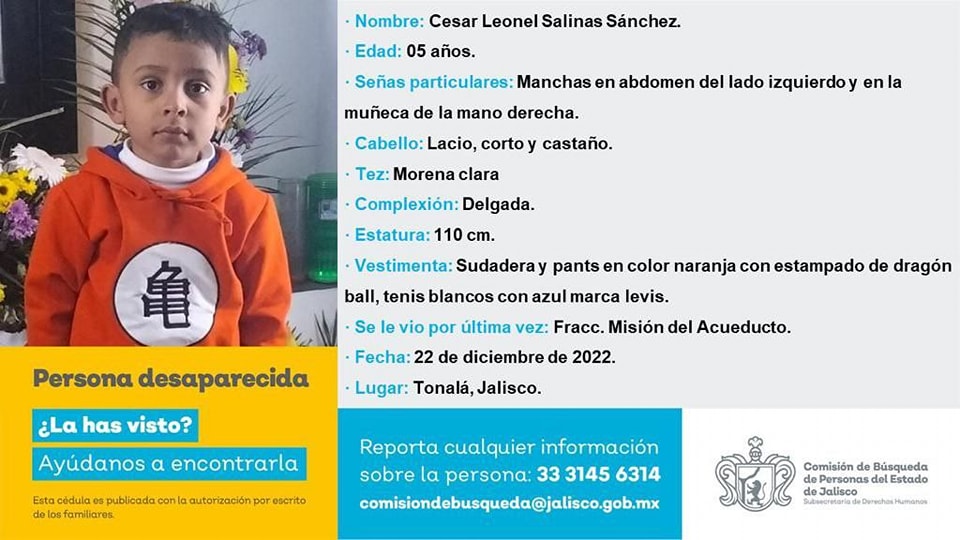 · Nombre: Cesar Leonel Salinas Sánchez.
· Edad: 05 años.
· Señas particulares: Manchas en abdomen del lado izquierdo y en la
muñeca de la mano derecha.
· Cabello: Lacio, corto y castaño.
· Tez: Morena clara
· Complexión: Delgada.
· Estatura: 110 cm.
· Vestimenta: Sudadera y pants en color naranja con estampado de dragón
ball, tenis blancos con azul marca levis.
· Se le vio por última vez: Fracc. Misión del Acueducto.
· Fecha: 22 de diciembre de 2022.
· Lugar: Tonalá, Jalisco.
亀
Persona desaparecida
¿La has visto?
Ayúdanos a encontrarla
Esta cédula es publicada con la autorización por escrito
de los familiares.
Reporta cualquier información
sobre la persona: 33 3145 6314
comisiondebusqueda@jalisco.gob.mx
Comisión de Búsqueda
de Personas del Estado
de Jalisco
Subsecretaría de Derechos Humanos